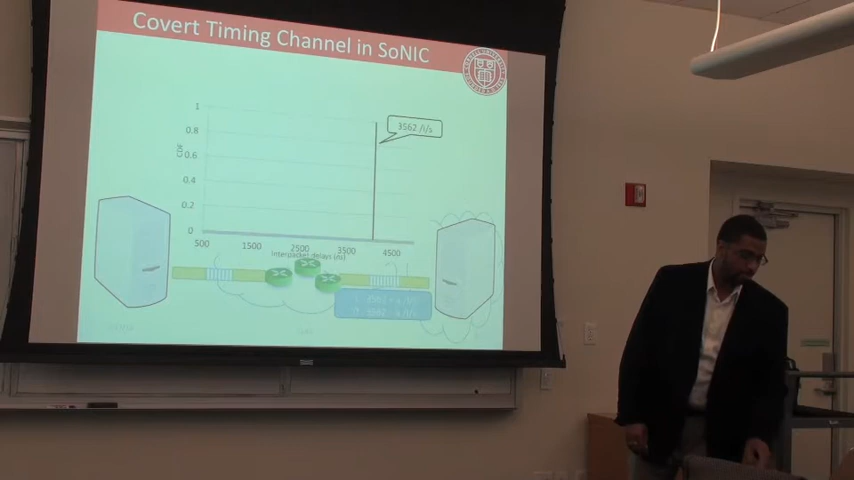 Covert Timing Channel in SoNIC
1
0.8
0.6
0.4
0.2
0
CDF
3562 /I/s
500 1500 2500 3500 4500
Interpacket delays (ns)